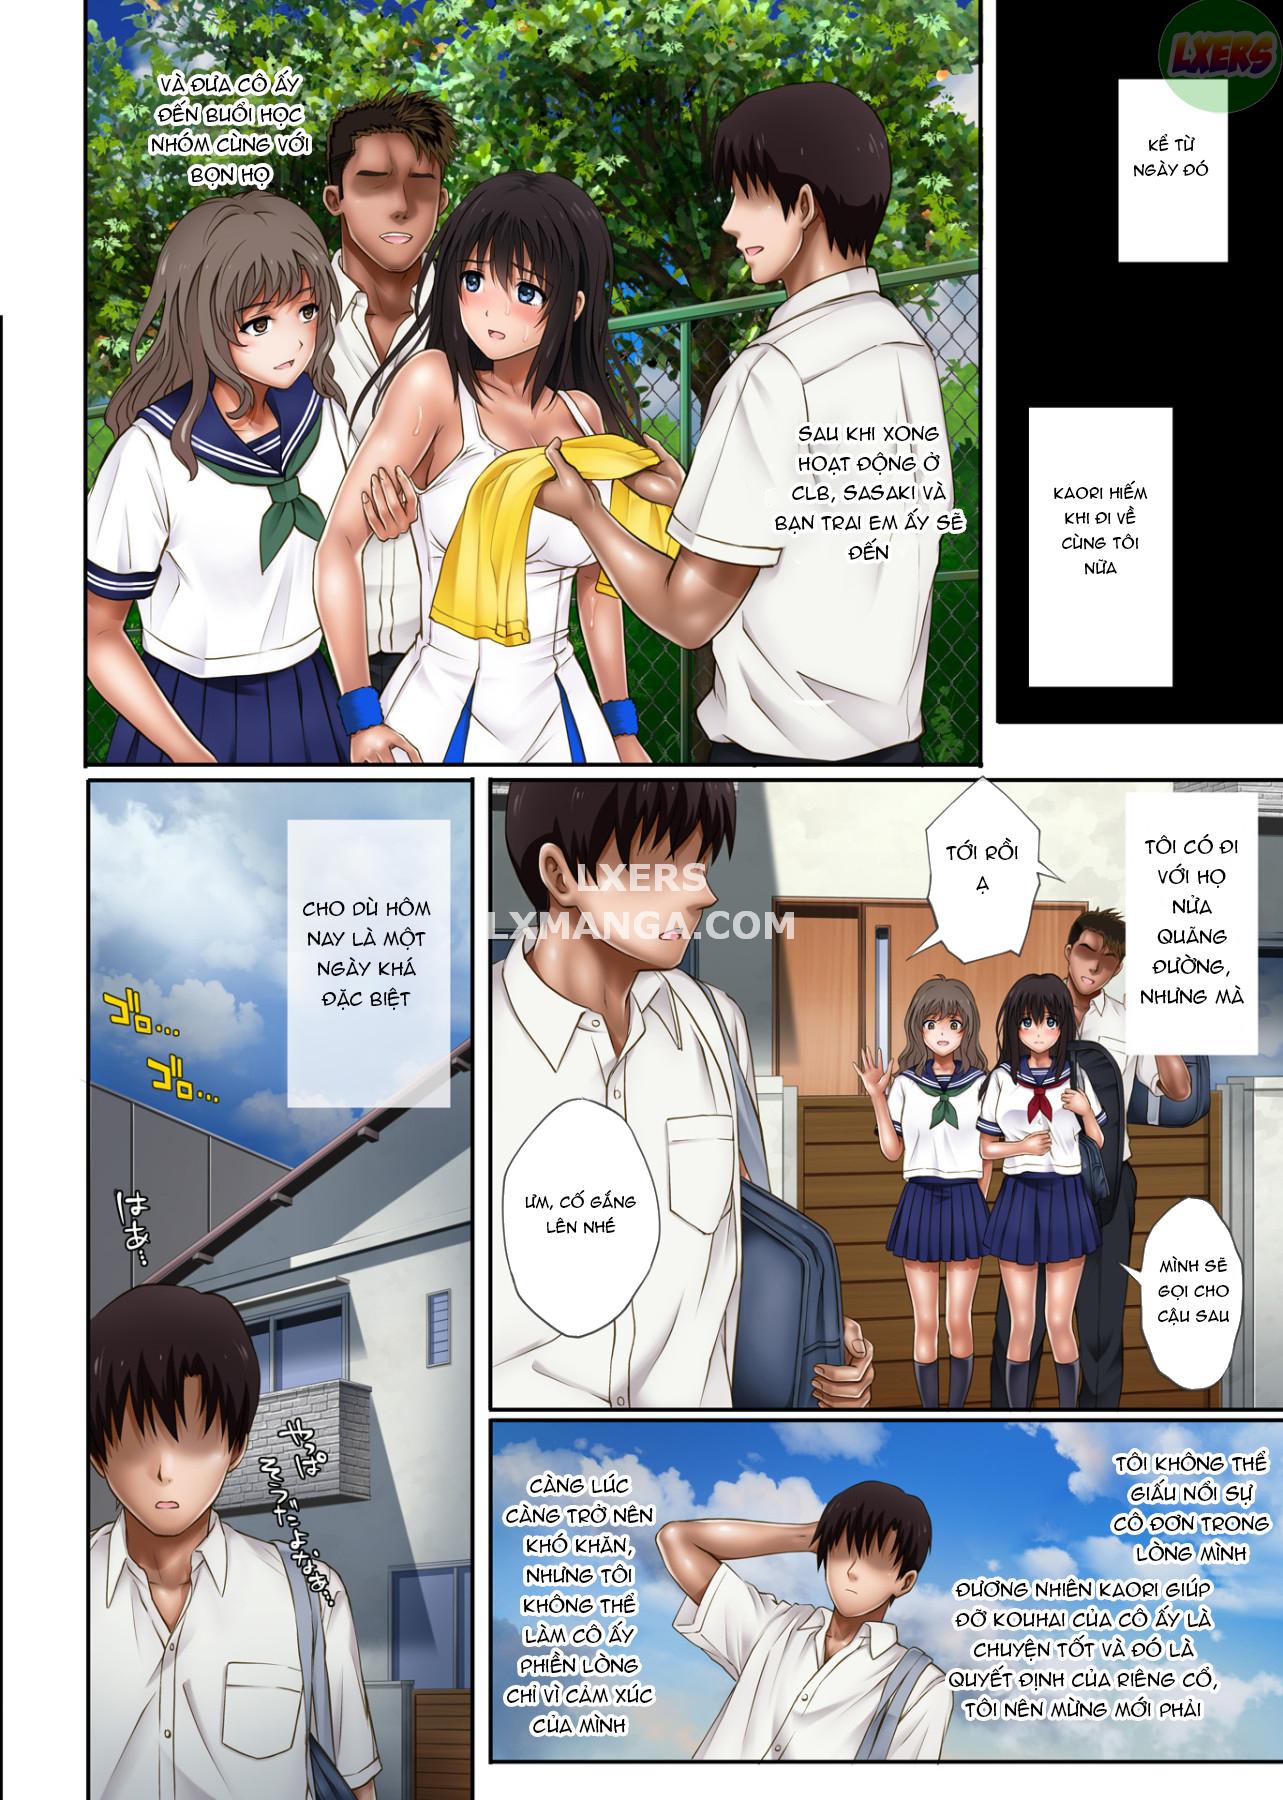 LXERS
KỂ TỪ
NGÀY ĐÓ
KAORI HIẾM
KHI ĐI VỀ
CÙNG TÔI
NỮA
SAU KHI XONG
HOẠT ĐỘNG Ở
CLB, SASAKI VÀ
BẠN TRAI EM ẤY SẼ
ĐẾN
VÀ ĐƯA CÔ ẤY
ĐẾN BUỔI HỌC
NHÓM CÙNG VỚI
BỌN HỌ
TÔI CÓ ĐI
VỚI HỌ
NỬA
QUÃNG
ĐƯỜNG,
NHƯNG MÀ
TỚI RỒI
Ạ
MÌNH SẼ
GỌI CHO
CẬU SAU
ƯM, CỐ GẮNG
LÊN NHÉ
LXERS
LXMANGA.COM
TÔI KHÔNG THỂ
GIẤU NỔI SỰ
CÔ ĐƠN TRONG
LÒNG MÌNH
ĐƯƠNG NHIÊN KAORI GIÚP
ĐỠ KOUHAI CỦA CÔ ẤY LÀ
CHUYỆN TỐT VÀ ĐÓ LÀ
QUYẾT ĐỊNH CỦA RIÊNG CỔ,
TÔI NÊN MỪNG MỚI PHẢI
CÀNG LÚC
CÀNG TRỞ NÊN
KHÓ KHĂN,
NHƯNG TÔI
KHÔNG THỂ
LÀM CÔ ẤY
PHIỀN LÒNG
CHỈ VÌ CẢM XÚC
CỦA MÌNH
CHO DÙ HÔM
NAY LÀ MỘT
NGÀY KHÁ
ĐẶC BIỆT
ゴロ…
ゴロ…
はあ…
やっぱ
そうだよなぁ…